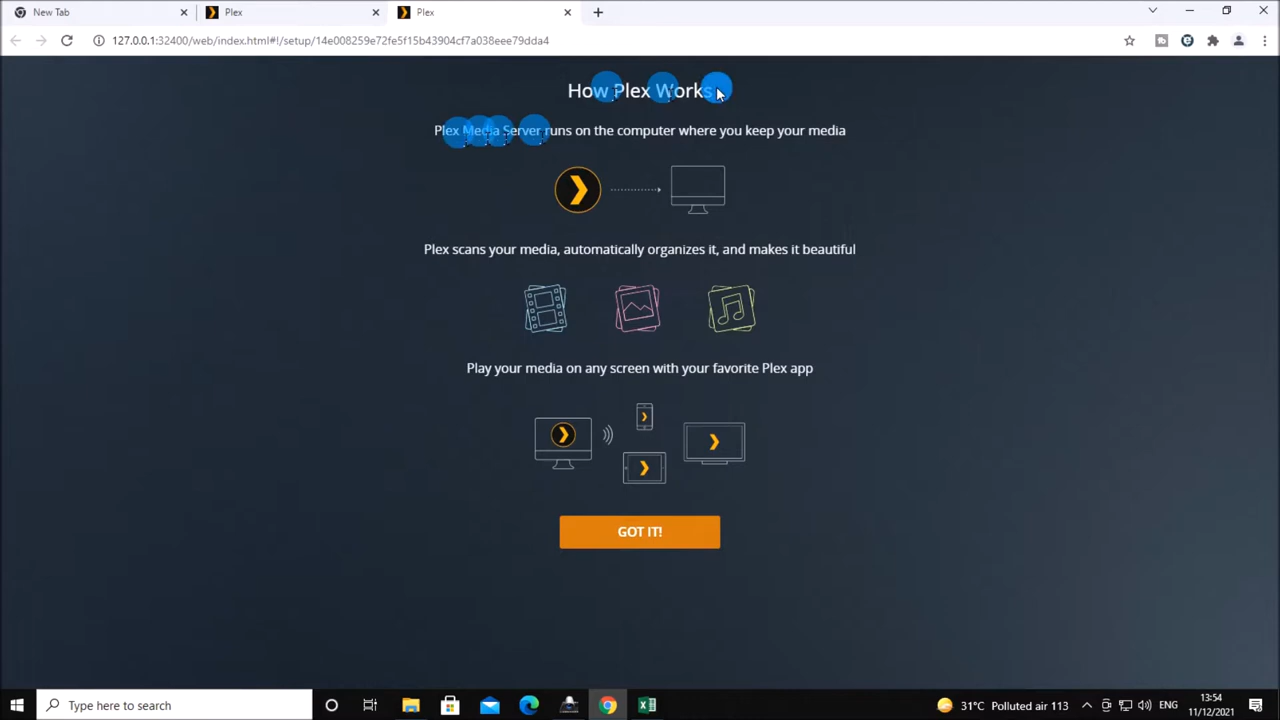 New Tab
Plex
Plex
127.0.0.1:32400/web/index.html#!/setup/14e008259e72fe5f15b43904cf7a038eee79dda4
How Plex Works
Plex Media Server runs on the computer where you keep your media
Plex scans your media, automatically organizes it, and makes it beautiful
Play your media on any screen with your favorite Plex app
GOT IT!
Type here to search
31°C Polluted air 113
ENG
13:54
11/12/2021